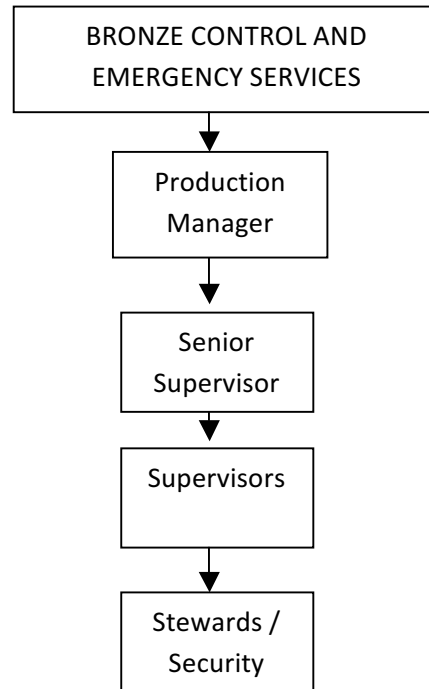 BRONZE CONTROL AND
EMERGENCY SERVICES
Production
Manager
Senior
Supervisor
Supervisors
Stewards /
Security